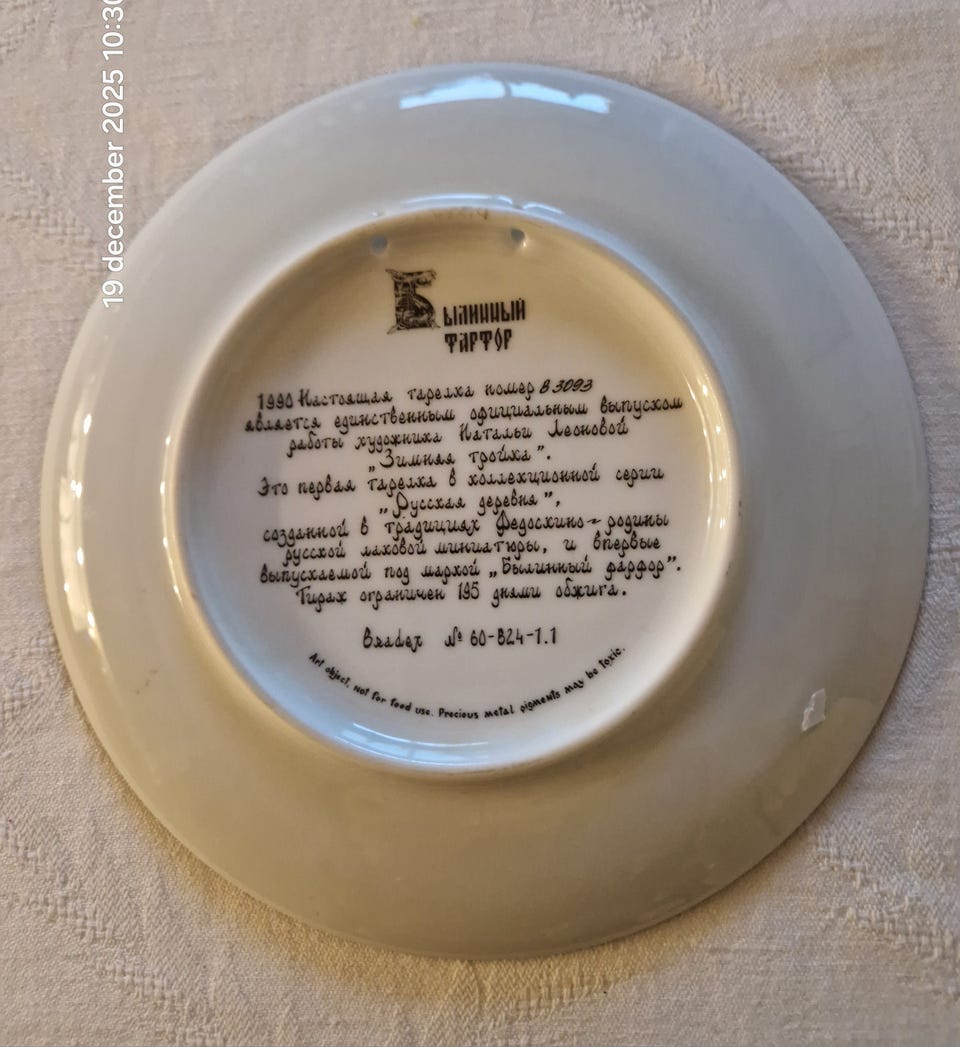 19 december 2025 10:30
Былинный
фарфор
1990 Настоящая тарелка номер В 3093
является единственным официальным выпуском
работы художника Натальи Леоновой
„Зимняя тройка”.
Это первая тарелка в коллекционной серии
„Русская деревня”,
созданной в традициях Федоскино - родины
русской лаковой миниатюры, и впервые
выпускаемой под маркой „Былинный фарфор”.
Тираж ограничен 195 днями обжига.
Bradex № 60-B24-1.1
Art object, not for food use. Precious metal pigments may be toxic.